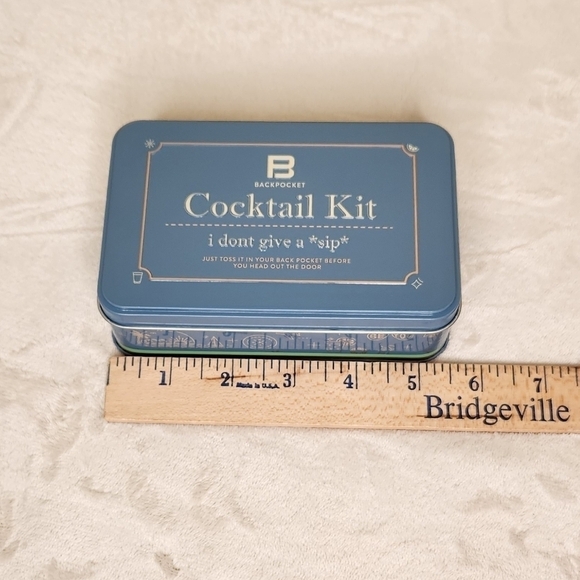 B
BACKPOCKET
Cocktail Kit
i dont give a *sip*
JUST TOSS IT IN YOUR BACK POCKET BEFORE
YOU HEAD OUT THE DOOR
1 2 3 4 5 6 7
Made in U.S.A.
Bridgeville